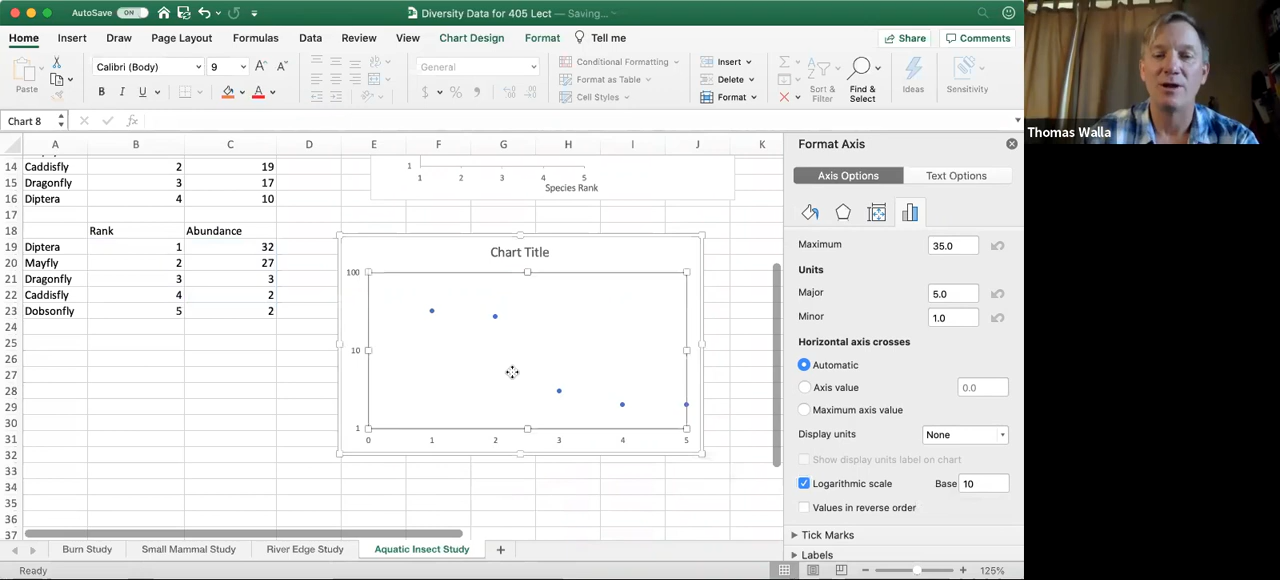 AutoSave ON Diversity Data for 405 Lect — Saving...
Home Insert Draw Page Layout Formulas Data Review View Chart Design Format Tell me Share Comments
Paste Calibri (Body) 9 A A General Conditional Formatting Insert Sort & Filter Find & Select Ideas Sensitivity
Format as Table Delete
B I U A $ % Cell Styles Format
Chart 8 fx
A B C D E F G H I J K
14 Caddisfly 2 19
15 Dragonfly 3 17
16 Diptera 4 10
17
18 Rank Abundance
19 Diptera 1 32
20 Mayfly 2 27
21 Dragonfly 3 3
22 Caddisfly 4 2
23 Dobsonfly 5 2
24
25
26
27
28
29
30
31
32
33
34
35
36
37
1
1 2 3 4 5
Species Rank
Chart Title
100
10
1
0 1 2 3 4 5
Format Axis
Axis Options Text Options
Maximum 35.0
Units
Major 5.0
Minor 1.0
Horizontal axis crosses
Automatic
Axis value 0.0
Maximum axis value
Display units None
Show display units label on chart
Logarithmic scale Base 10
Values in reverse order
Tick Marks
Labels
Burn Study Small Mammal Study River Edge Study Aquatic Insect Study +
Ready 125%
Thomas Walla